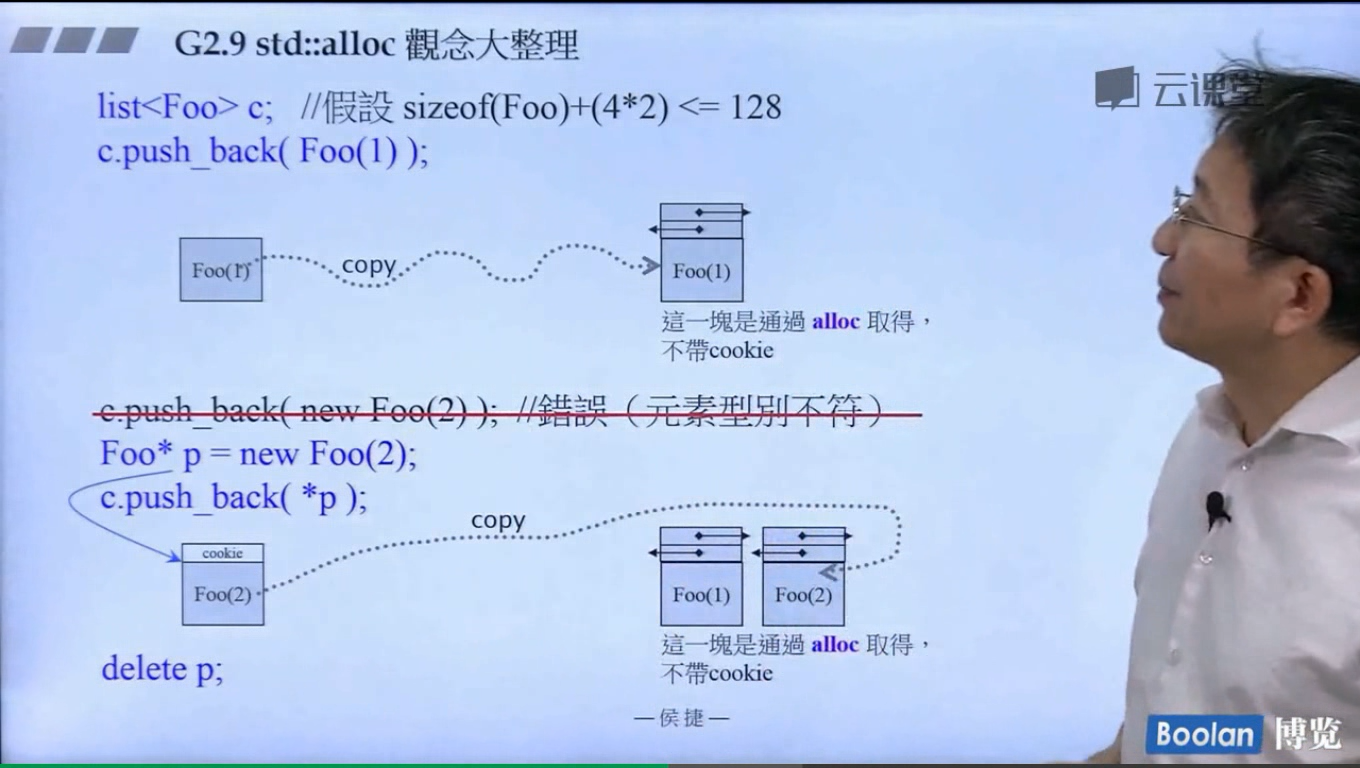 G2.9 std::alloc 觀念大整理
云课堂
list<Foo> c; //假設 sizeof(Foo)+(4*2) <= 128
c.push_back( Foo(1) );
Foo(1)
copy
Foo(1)
這一塊是通過 alloc 取得，
不帶cookie
c.push_back( new Foo(2) ); //錯誤（元素型別不符）
Foo* p = new Foo(2);
c.push_back( *p );
copy
cookie
Foo(2)
Foo(1)
Foo(2)
這一塊是通過 alloc 取得，
不帶cookie
delete p;
—侯捷—
Boolan 博览